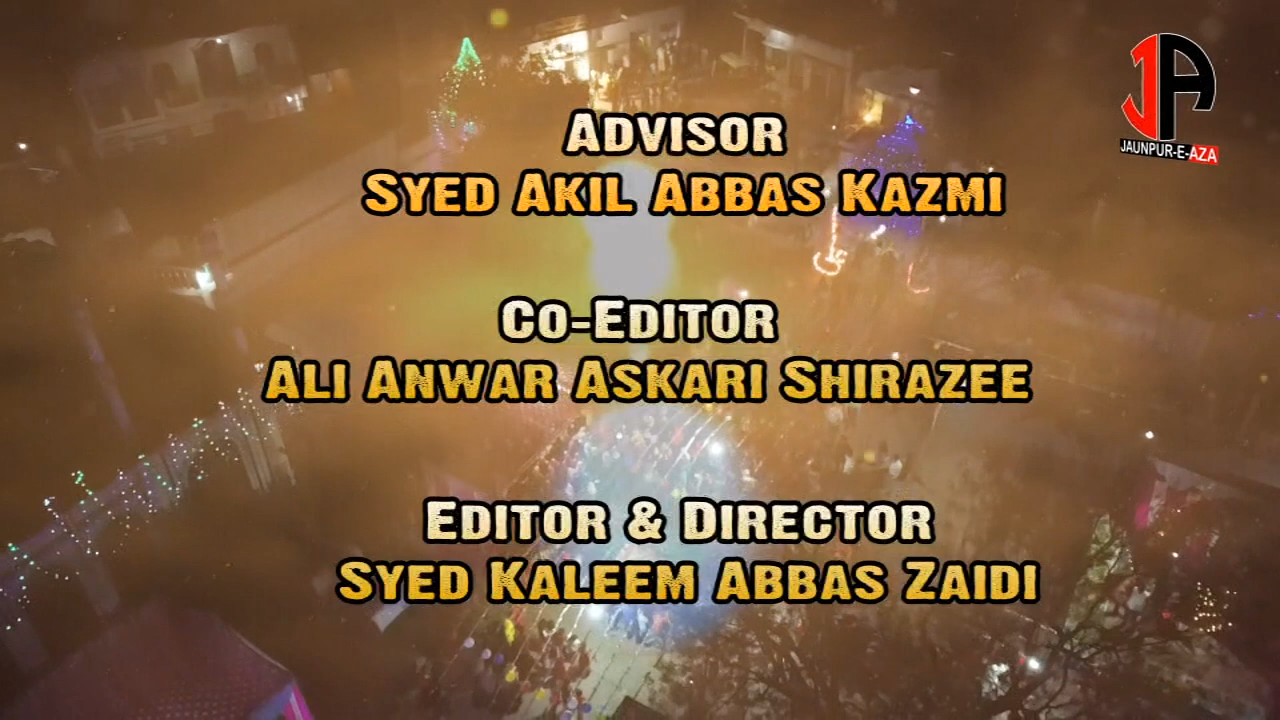 JA
JAUNPUR-E-AZA
ADVISOR
SYED AKIL ABBAS KAZMI
CO-EDITOR
ALI ANWAR ASKARI SHIRAZEE
EDITOR & DIRECTOR
SYED KALEEM ABBAS ZAIDI